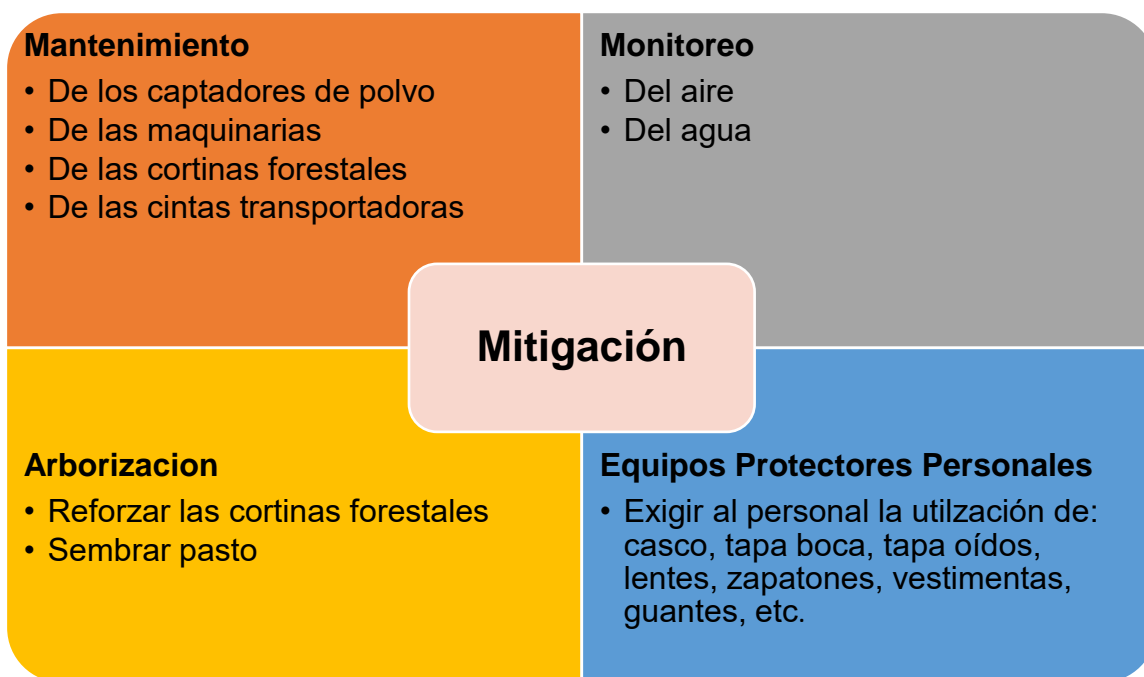 Mantenimiento
• De los captadores de polvo
• De las maquinarias
• De las cortinas forestales
• De las cintas transportadoras
Monitoreo
• Del aire
• Del agua
Mitigación
Arborizacion
• Reforzar las cortinas forestales
• Sembrar pasto
Equipos Protectores Personales
• Exigir al personal la utilzación de:
casco, tapa boca, tapa oídos,
lentes, zapatones, vestimentas,
guantes, etc.